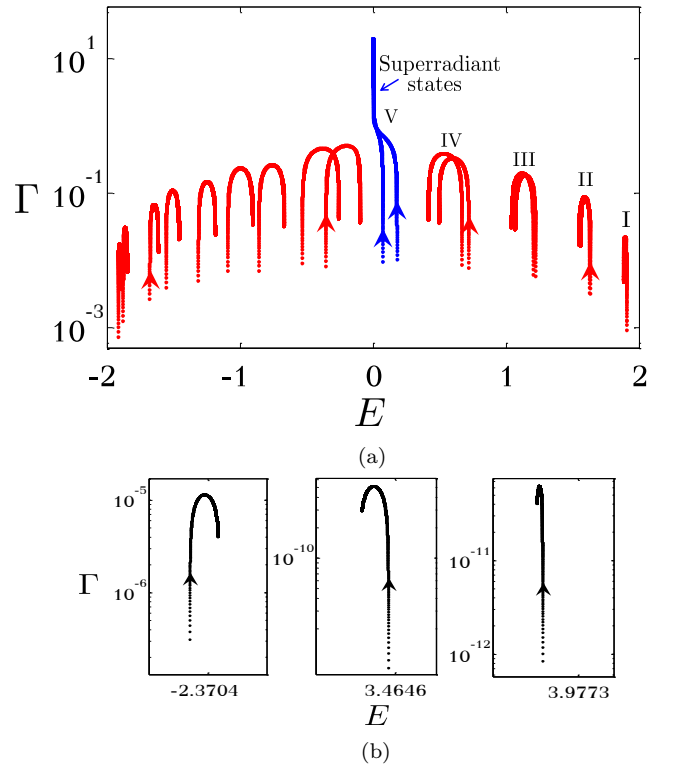 10^1
Superradiant
states
V
IV
III
II
I
Γ
10^-1
10^-3
-2 -1 0 1 2
E
(a)
10^-5
10^-6
10^-10
10^-11
10^-12
Γ
-2.3704 3.4646 3.9773
E
(b)